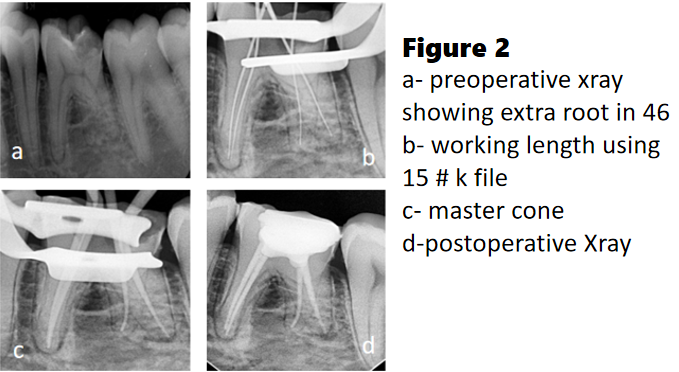 Figure 2
a- preoperative xray
showing extra root in 46
b- working length using
15 # k file
c- master cone
d-postoperative Xray
a
b
c
d